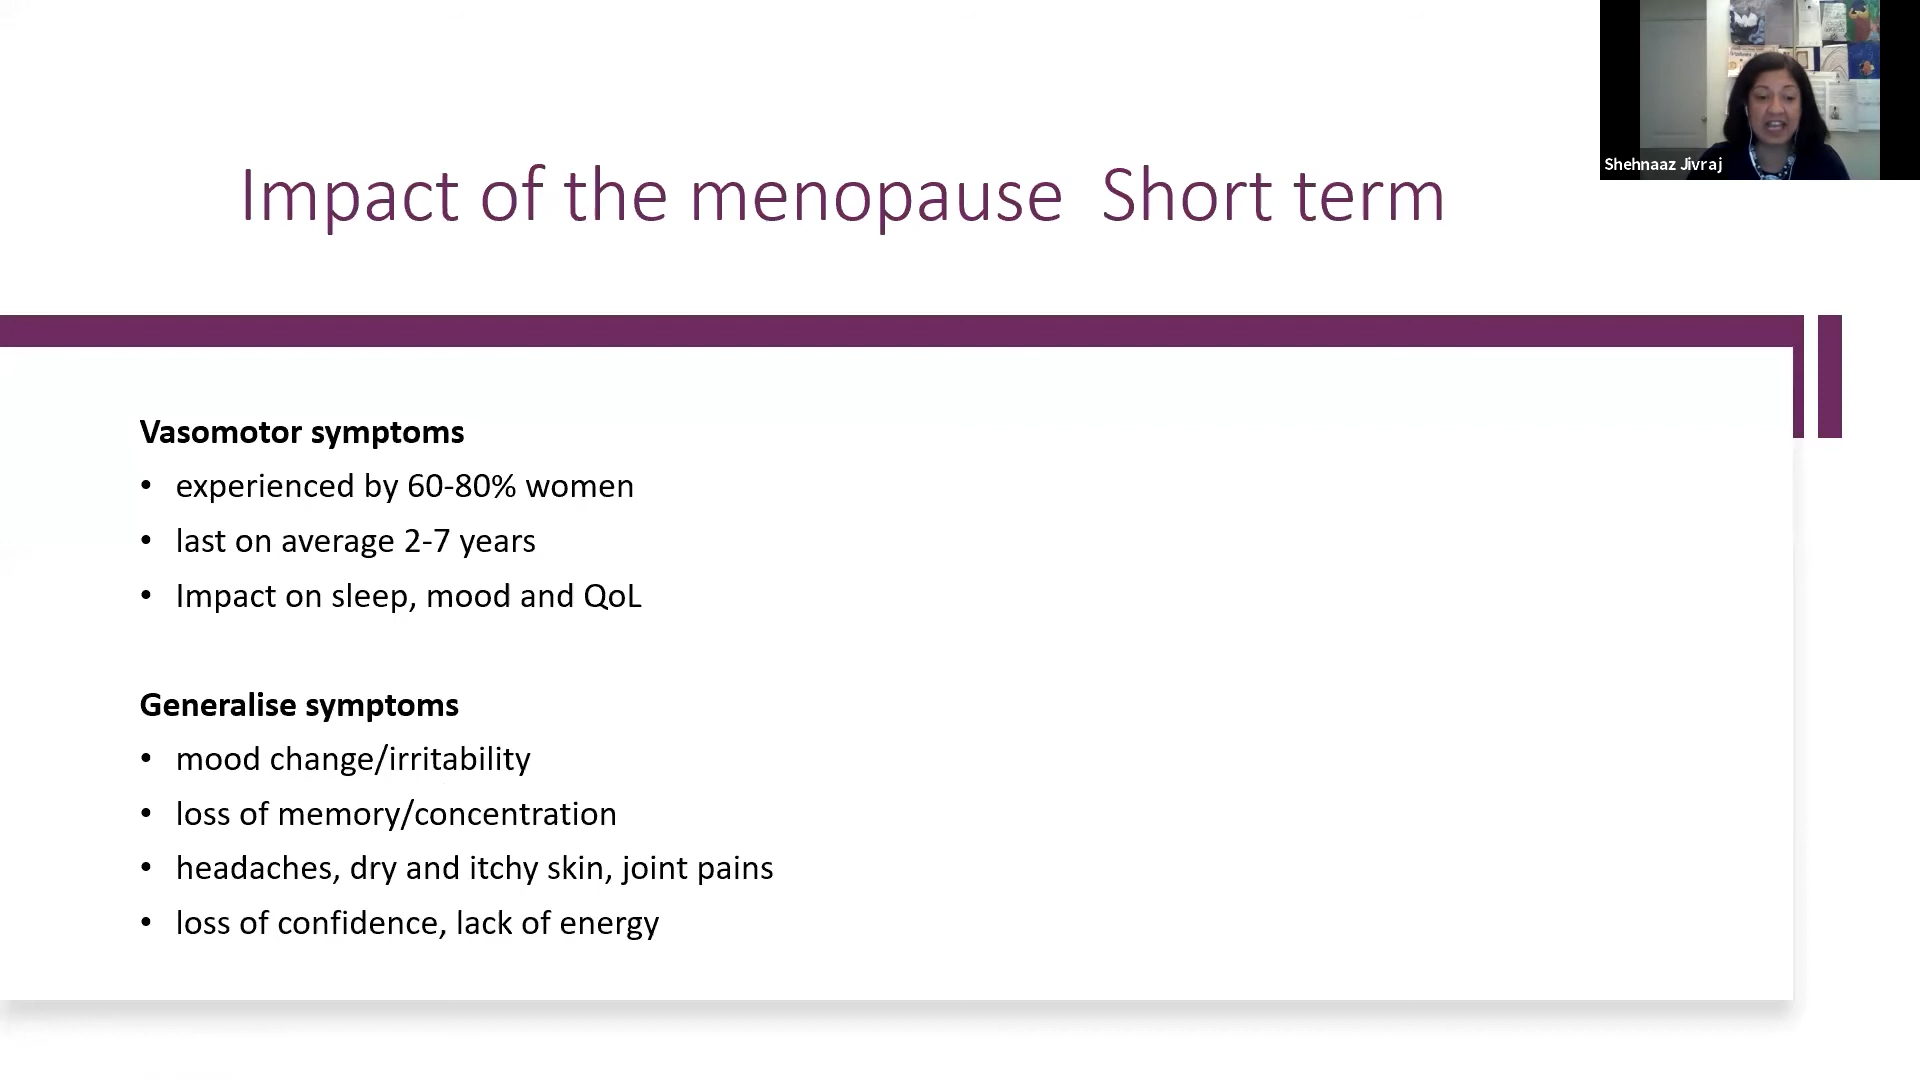 Impact of the menopause  Short term
Shehnaaz Jivraj
Vasomotor symptoms
• experienced by 60-80% women
• last on average 2-7 years
• Impact on sleep, mood and QoL
Generalise symptoms
• mood change/irritability
• loss of memory/concentration
• headaches, dry and itchy skin, joint pains
• loss of confidence, lack of energy